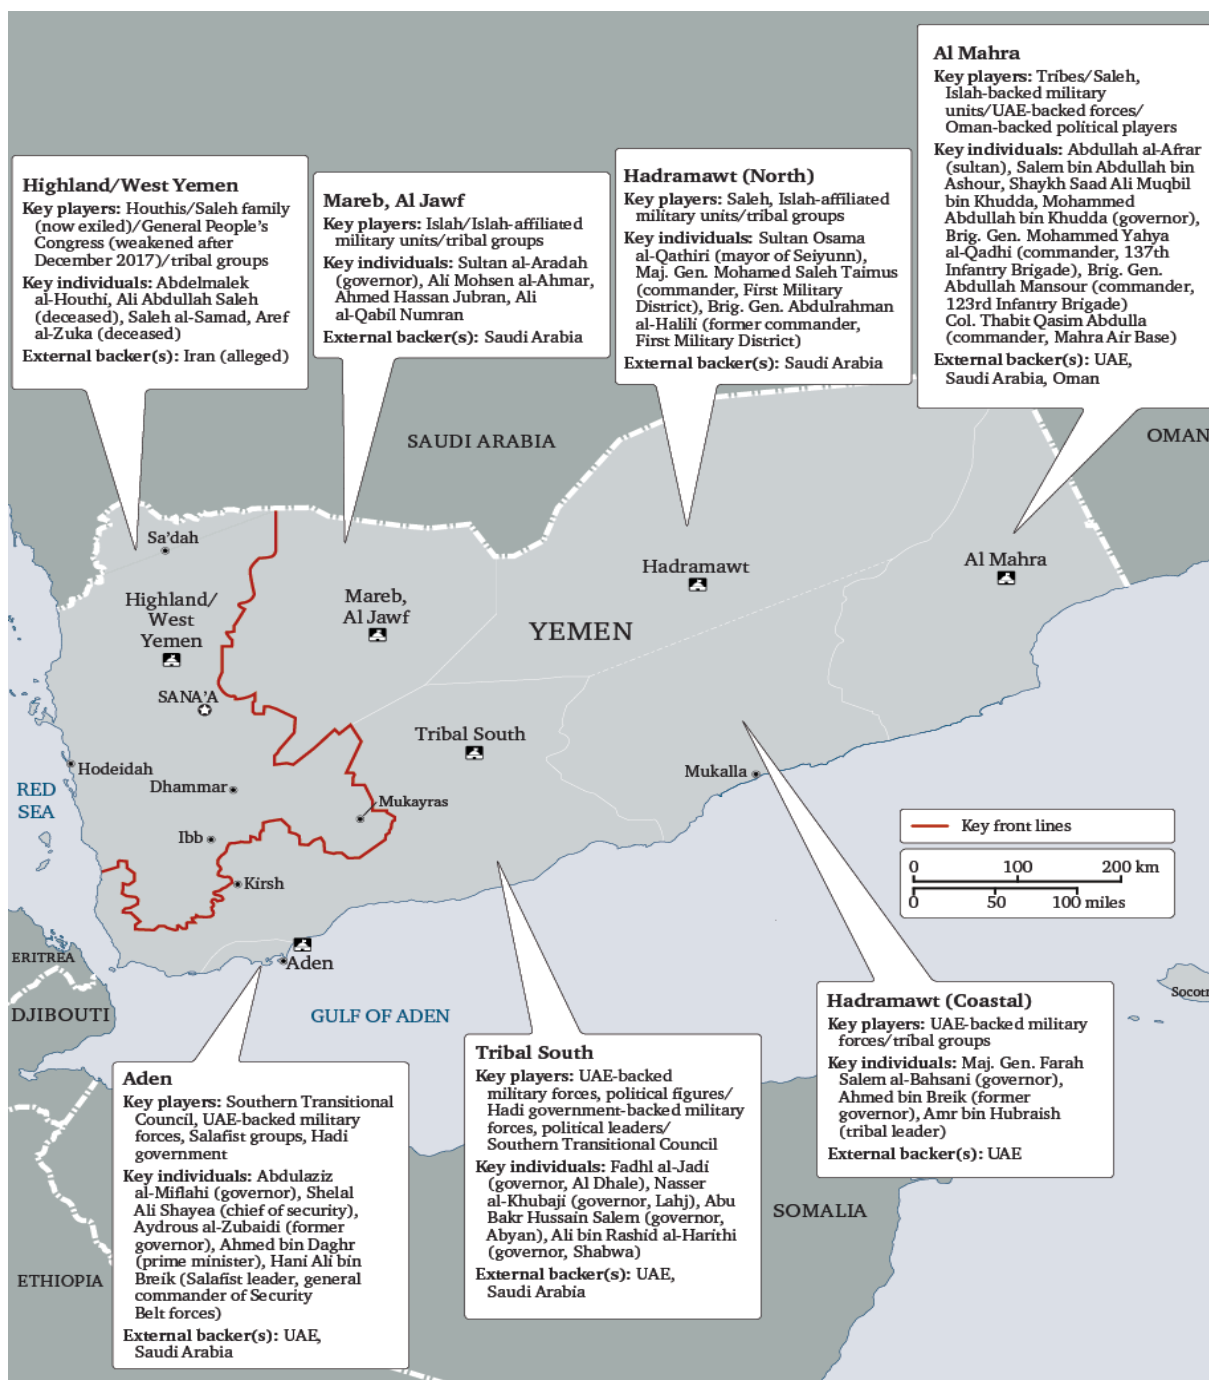 Al Mahra
Key players: Tribes/Saleh,
Islah-backed military
units/UAE-backed forces/
Oman-backed political players
Key individuals: Abdullah al-Afrar
(sultan), Salem bin Abdullah bin
Ashour, Shaykh Saad Ali Muqbil
bin Khudda, Mohammed
Abdullah bin Khudda (governor),
Brig. Gen. Mohammed Yahya
al-Qadhi (commander, 137th
Infantry Brigade), Brig. Gen.
Abdullah Mansour (commander,
123rd Infantry Brigade)
Col. Thabit Qasim Abdulla
(commander, Mahra Air Base)
External backer(s): UAE,
Saudi Arabia, Oman
Highland/West Yemen
Key players: Houthis/Saleh family
(now exiled)/General People's
Congress (weakened after
December 2017)/tribal groups
Key individuals: Abdelmalek
al-Houthi, Ali Abdullah Saleh
(deceased), Saleh al-Samad, Aref
al-Zuka (deceased)
External backer(s): Iran (alleged)
Mareb, Al Jawf
Key players: Islah/Islah-affiliated
military units/tribal groups
Key individuals: Sultan al-Aradah
(governor), Ali Mohsen al-Ahmar,
Ahmed Hassan Jubran, Ali
al-Qabil Numran
External backer(s): Saudi Arabia
Hadramawt (North)
Key players: Saleh, Islah-affiliated
military units/tribal groups
Key individuals: Sultan Osama
al-Qathiri (mayor of Seiyunn),
Maj. Gen. Mohamed Saleh Taimus
(commander, First Military
District), Brig. Gen. Abdulrahman
al-Halili (former commander,
First Military District)
External backer(s): Saudi Arabia
SAUDI ARABIA
OMAN
Sa'dah
Highland/
West
Yemen
SANA'A
Mareb,
Al Jawf
YEMEN
Hadramawt
Al Mahra
Tribal South
Hodeidah
RED
SEA
Dhammar
Mukayras
Mukalla
Ibb
Kirsh
Key front lines
0 100 200 km
0 50 100 miles
Aden
ERITREA
DJIBOUTI
GULF OF ADEN
Socotr
ETHIOPIA
SOMALIA
Aden
Key players: Southern Transitional
Council, UAE-backed military
forces, Salafist groups, Hadi
government
Key individuals: Abdulaziz
al-Miflahi (governor), Shelal
Ali Shayea (chief of security),
Aydrous al-Zubaidi (former
governor), Ahmed bin Daghr
(prime minister), Hani Ali bin
Breik (Salafist leader, general
commander of Security
Belt forces)
External backer(s): UAE,
Saudi Arabia
Tribal South
Key players: UAE-backed
military forces, political figures/
Hadi government-backed military
forces, political leaders/
Southern Transitional Council
Key individuals: Fadhl al-Jadi
(governor, Al Dhale), Nasser
al-Khubaji (governor, Lahj), Abu
Bakr Hussain Salem (governor,
Abyan), Ali bin Rashid al-Harithi
(governor, Shabwa)
External backer(s): UAE,
Saudi Arabia
Hadramawt (Coastal)
Key players: UAE-backed military
forces/tribal groups
Key individuals: Maj. Gen. Farah
Salem al-Bahsani (governor),
Ahmed bin Breik (former
governor), Amr bin Hubraish
(tribal leader)
External backer(s): UAE